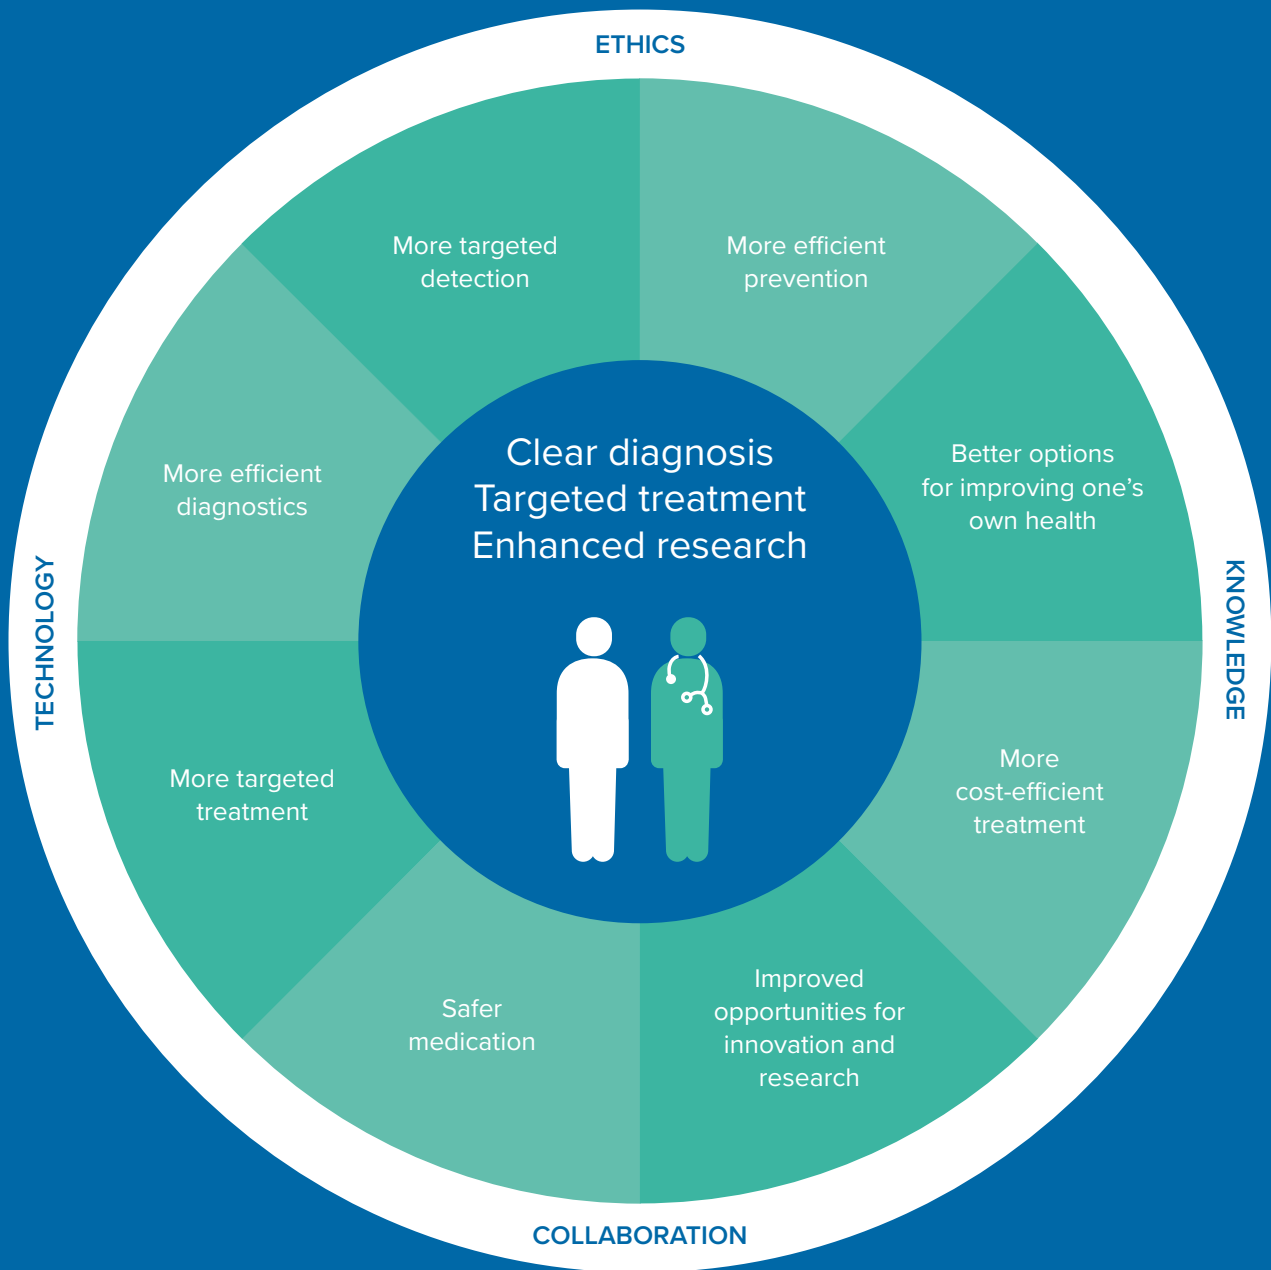 ETHICS
More targeted
detection
More efficient
prevention
Better options
for improving one’s
own health
More
cost-efficient
treatment
Improved
opportunities for
innovation and
research
Safer
medication
More targeted
treatment
More efficient
diagnostics
Clear diagnosis
Targeted treatment
Enhanced research
TECHNOLOGY
KNOWLEDGE
COLLABORATION